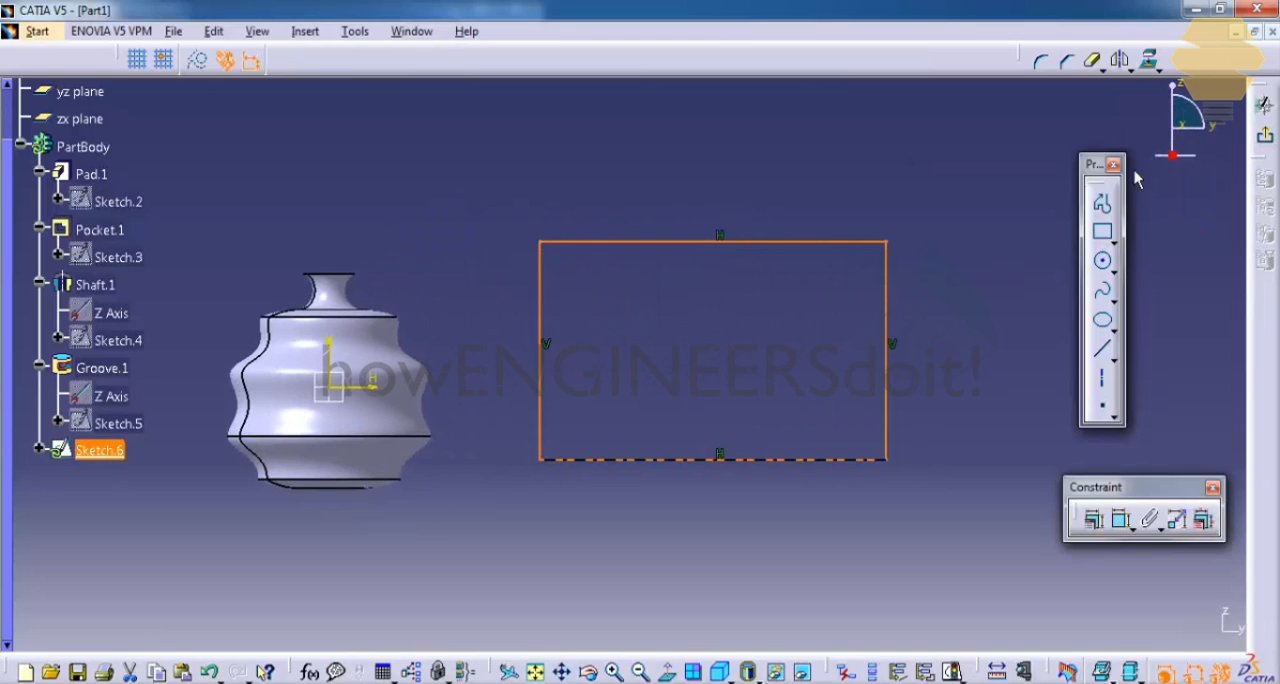 CATIA V5 - [Part1]
Start ENOVIA V5 VPM File Edit View Insert Tools Window Help
yz plane
zx plane
PartBody
Pad.1
Sketch.2
Pocket.1
Sketch.3
Shaft.1
Z Axis
Sketch.4
Groove.1
Z Axis
Sketch.5
Sketch.6
H
V
V
H
H
howENGINEERSdoit!
z
x
y
Pr...
Constraint
z
y
f(x)
CATIA